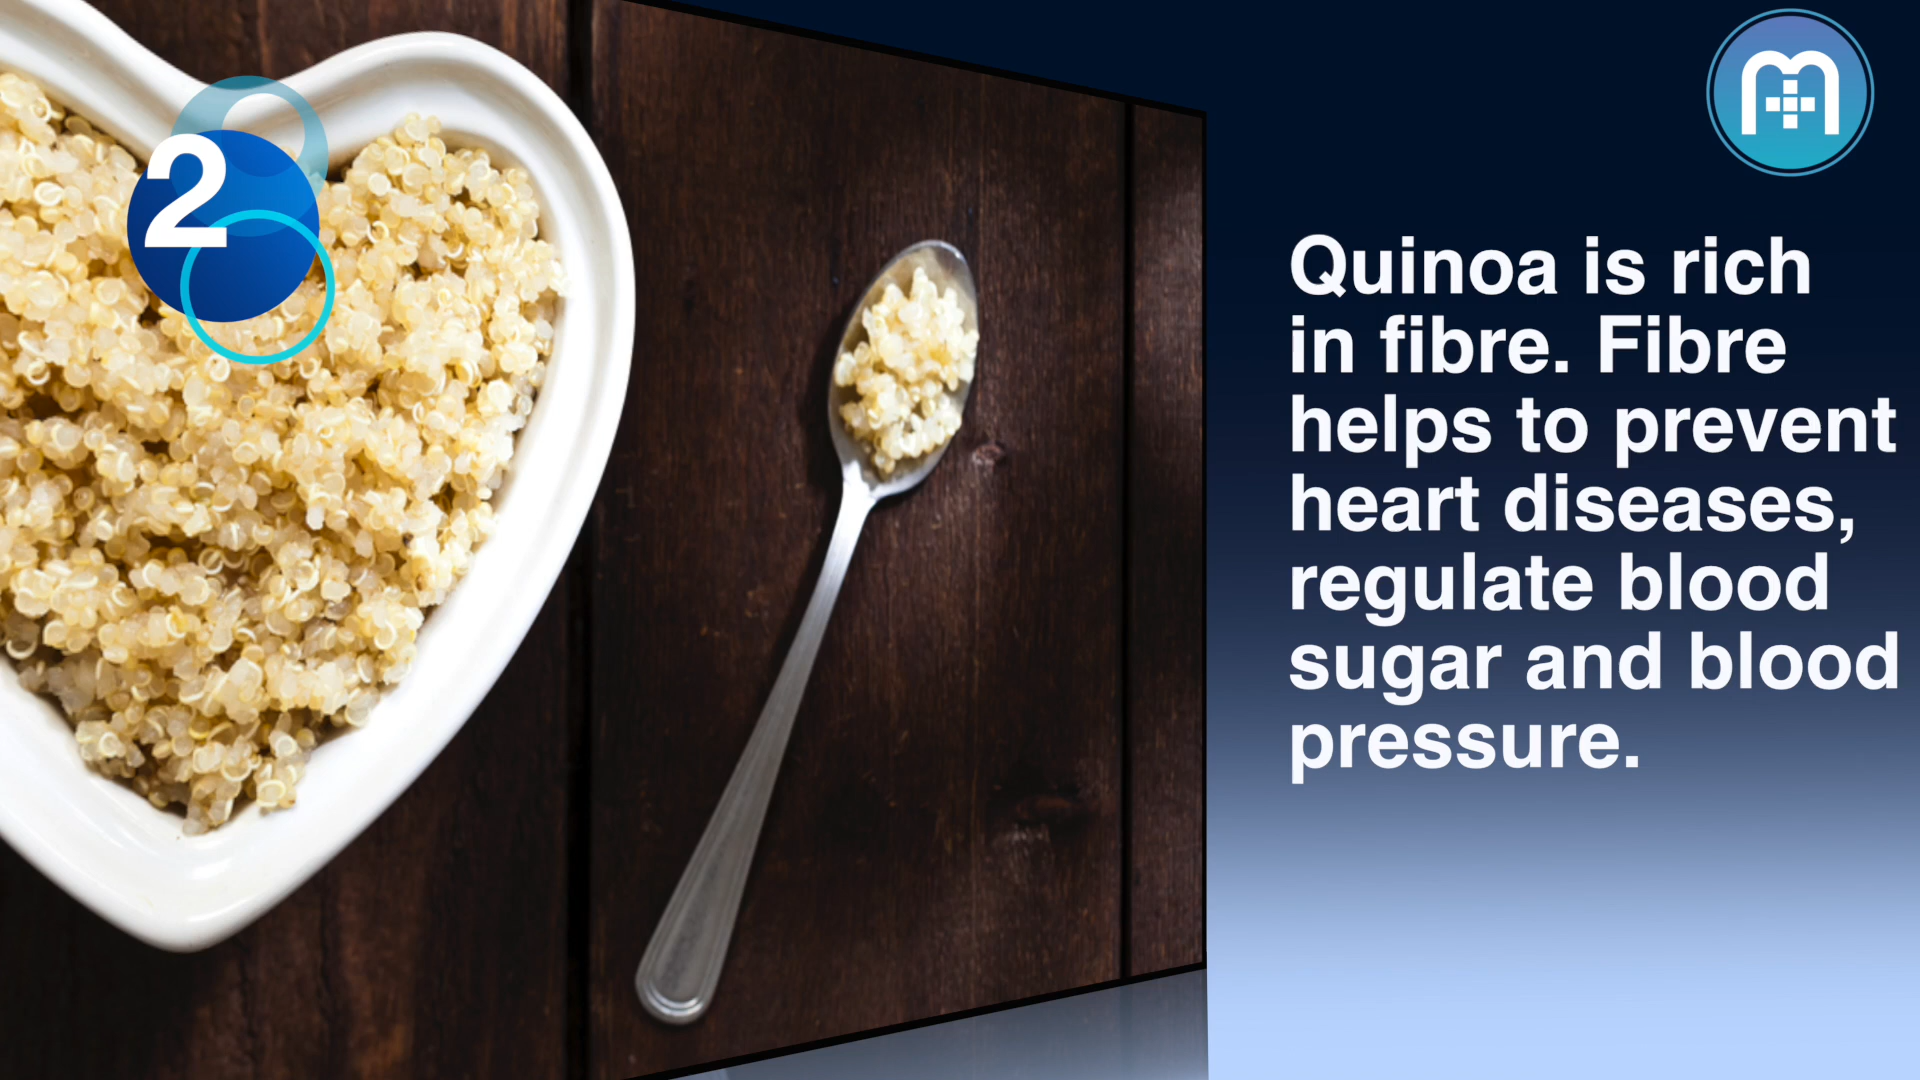 2
Quinoa is rich
in fibre. Fibre
helps to prevent
heart diseases,
regulate blood
sugar and blood
pressure.